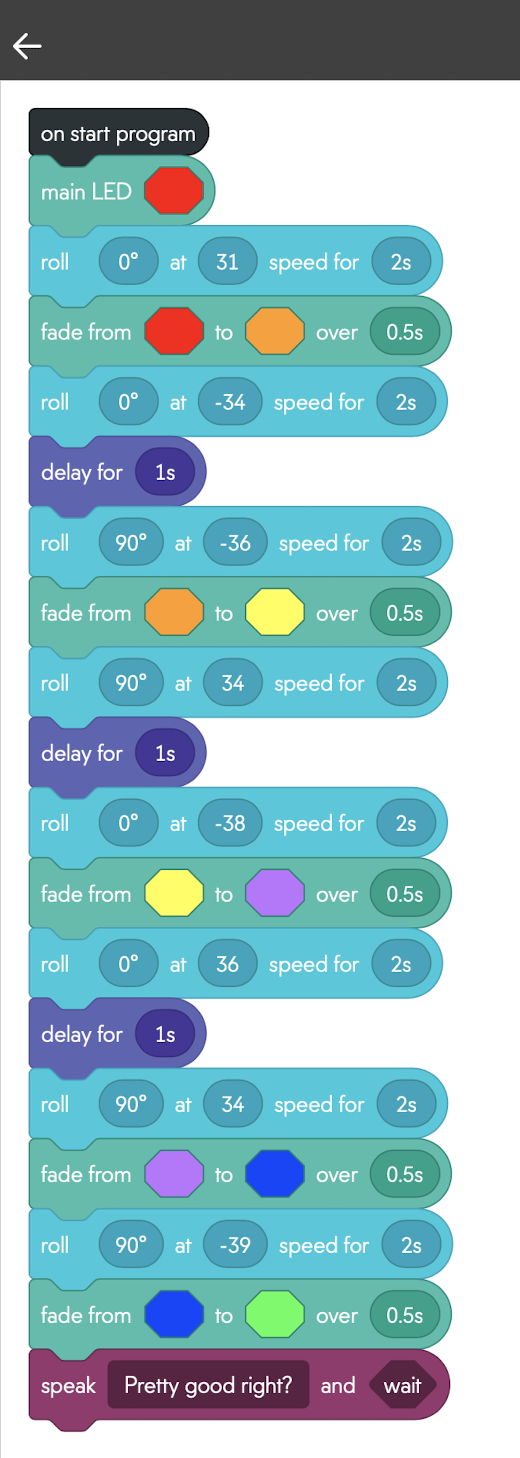 on start program
main LED
roll 0° at 31 speed for 2s
fade from to over 0.5s
roll 0° at -34 speed for 2s
delay for 1s
roll 90° at -36 speed for 2s
fade from to over 0.5s
roll 90° at 34 speed for 2s
delay for 1s
roll 0° at -38 speed for 2s
fade from to over 0.5s
roll 0° at 36 speed for 2s
delay for 1s
roll 90° at 34 speed for 2s
fade from to over 0.5s
roll 90° at -39 speed for 2s
fade from to over 0.5s
speak Pretty good right? and wait